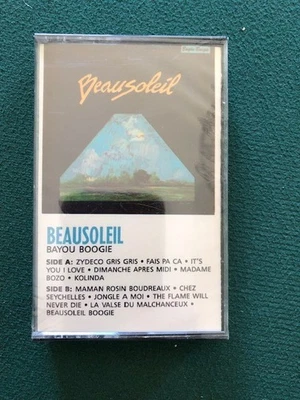 Beausoleil
BEAUSOLEIL
BAYOU BOOGIE
SIDE A: ZYDECO GRIS GRIS • FAIS PA CA • IT'S
YOU I LOVE • DIMANCHE APRES MIDI • MADAME
BOZO • KOLINDA
SIDE B: MAMAN ROSIN BOUDREAUX • CHEZ
SEYCHELLES • JONGLE A MOI • THE FLAME WILL
NEVER DIE • LA VALSE DU MALCHANCEUX •
BEAUSOLEIL BOOGIE